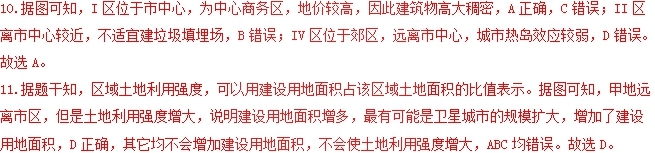 10.据图可知，I 区位于市中心，为中心商务区，地价较高，因此建筑物高大稠密，A 正确，C 错误；II 区
离市中心较近，不适宜建垃圾填埋场，B 错误；IV 区位于郊区，远离市中心，城市热岛效应较弱，D 错误。
故选 A。
11.据题干知，区域土地利用强度，可以用建设用地面积占该区域土地面积的比值表示。据图可知，甲地远
离市区，但是土地利用强度增大，说明建设用地面积增多，最有可能是卫星城市的规模扩大，增加了建设
用地面积，D 正确，其它均不会增加建设用地面积，不会使土地利用强度增大，ABC 均错误。故选 D。